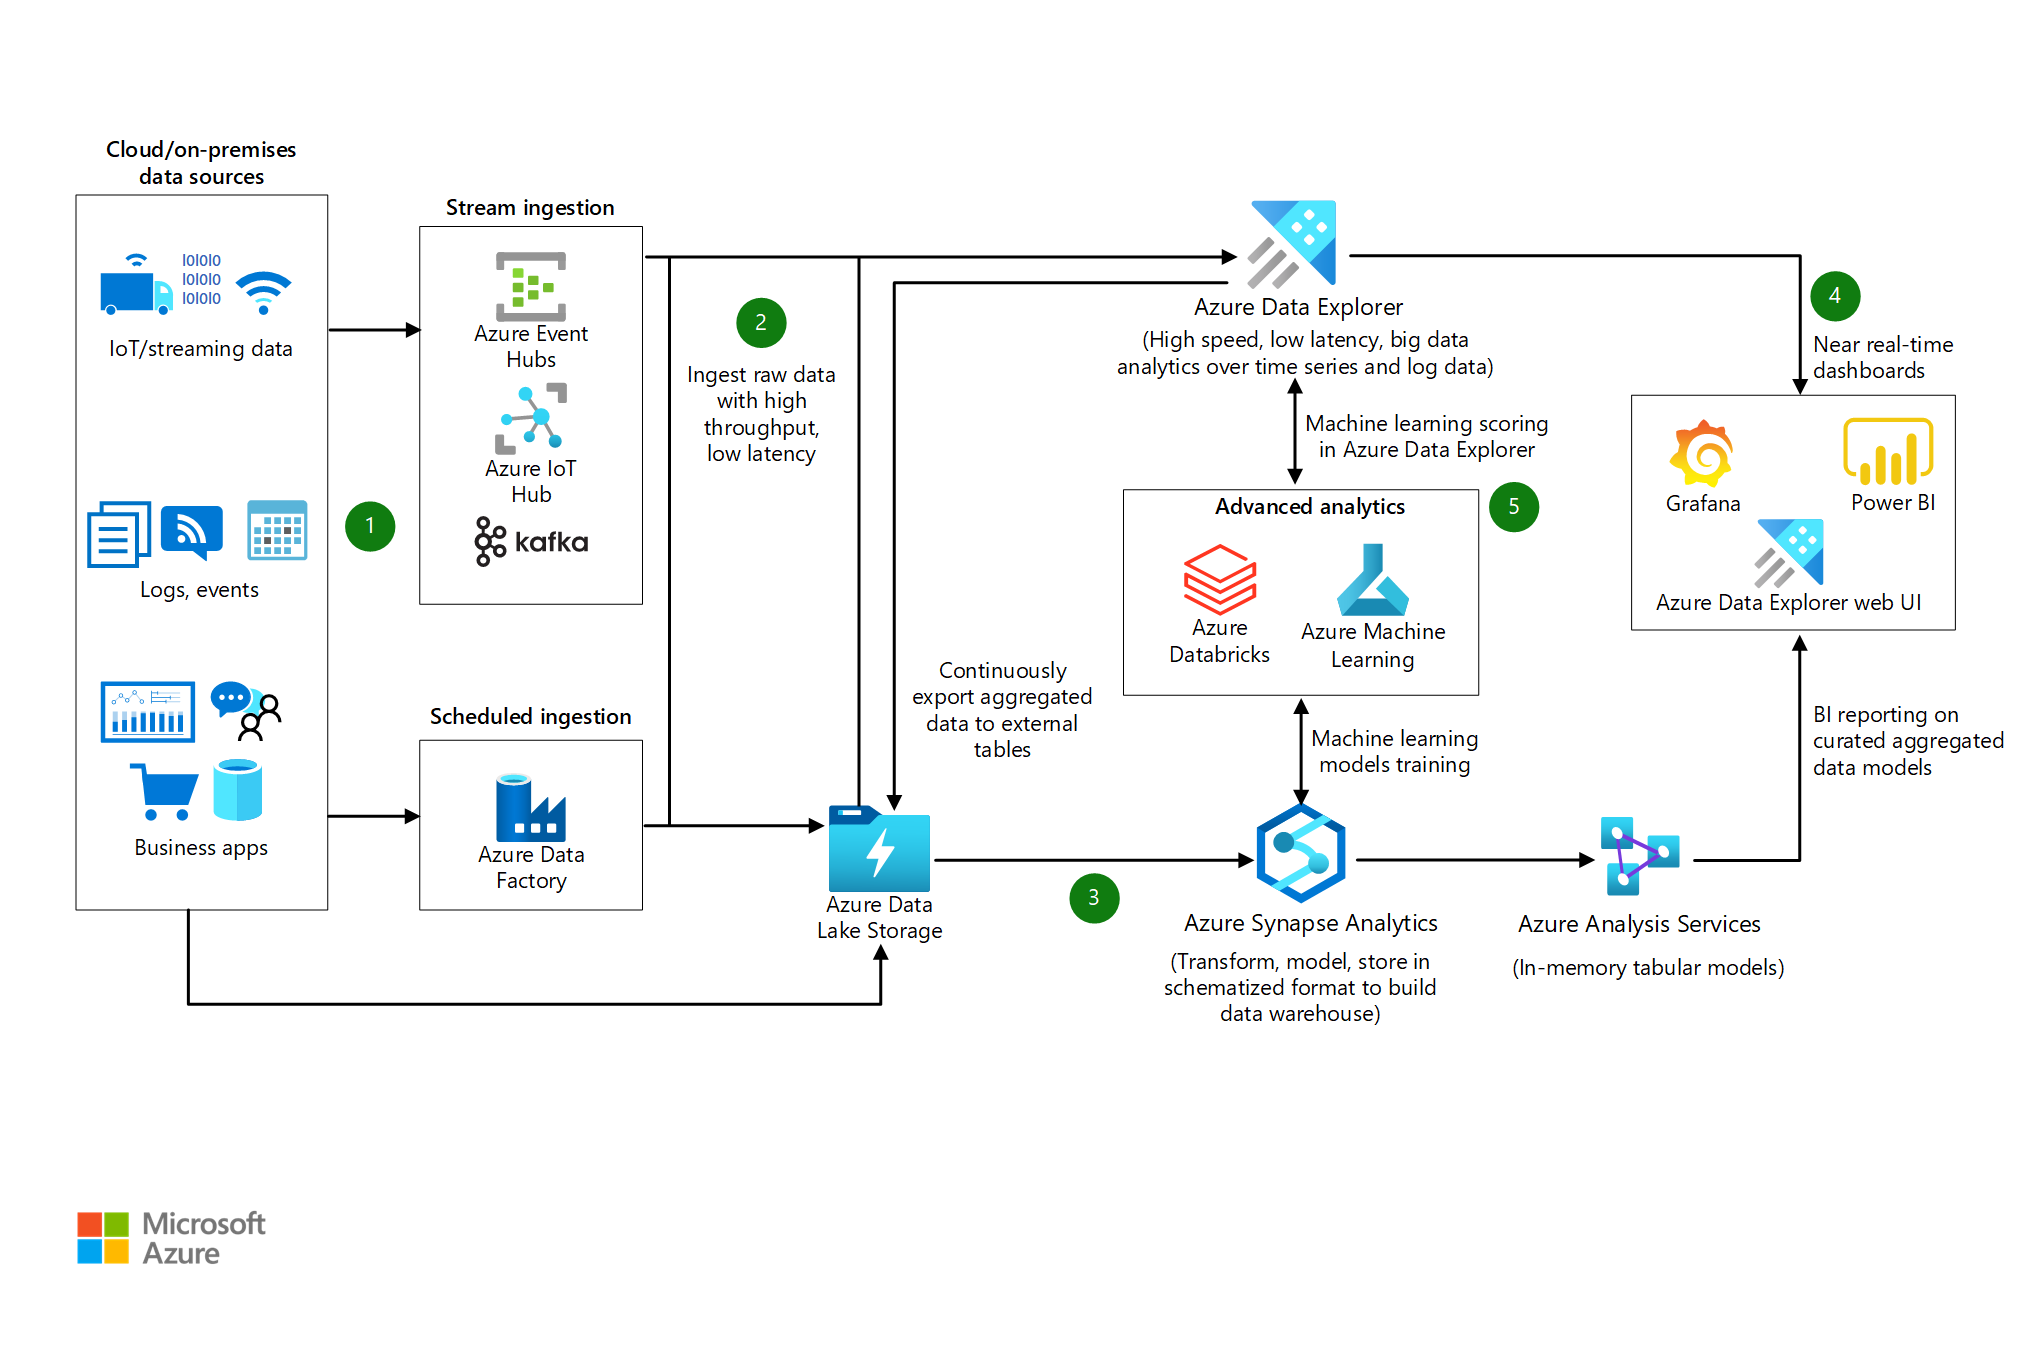 Cloud/on-premises
data sources
IOIOIO
IOIOIO
IOIOIO
IoT/streaming data
Logs, events
Business apps
1
Stream ingestion
Azure Event
Hubs
Azure IoT
Hub
kafka
Scheduled ingestion
Azure Data
Factory
2
Ingest raw data
with high
throughput,
low latency
Continuously
export aggregated
data to external
tables
Azure Data
Lake Storage
3
Azure Data Explorer
(High speed, low latency, big data
analytics over time series and log data)
Machine learning scoring
in Azure Data Explorer
5
Advanced analytics
Azure
Databricks
Azure Machine
Learning
Machine learning
models training
Azure Synapse Analytics
(Transform, model, store in
schematized format to build
data warehouse)
Azure Analysis Services
(In-memory tabular models)
4
Near real-time
dashboards
Grafana
Power BI
Azure Data Explorer web UI
BI reporting on
curated aggregated
data models
Microsoft
Azure